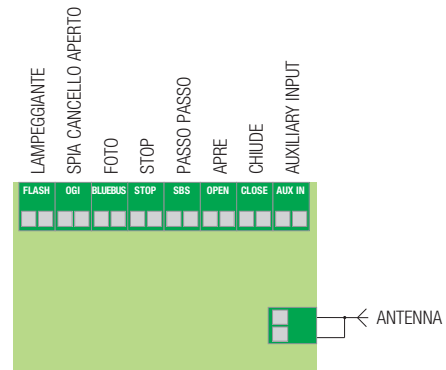 LAMPEGGIANTE
SPIA CANCELLO APERTO
FOTO
STOP
PASSO PASSO
APRE
CHIUDE
AUXILIARY INPUT
FLASH
OGI
BLUEBUS
STOP
SBS
OPEN
CLOSE
AUX IN
ANTENNA